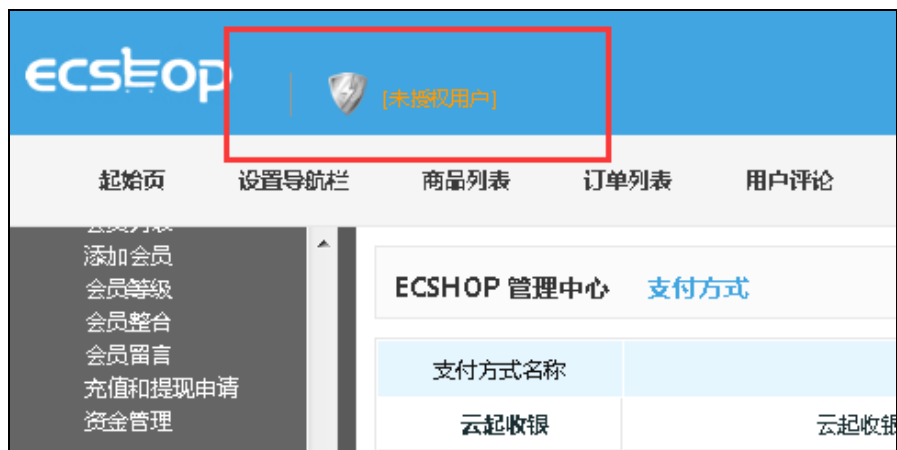 ecshop
[未授权用户]
起始页 设置导航栏 商品列表 订单列表 用户评论
会员列表
添加会员
会员等级
会员整合
会员留言
充值和提现申请
资金管理
ECSHOP 管理中心 支付方式
支付方式名称
云起收银 云起收银